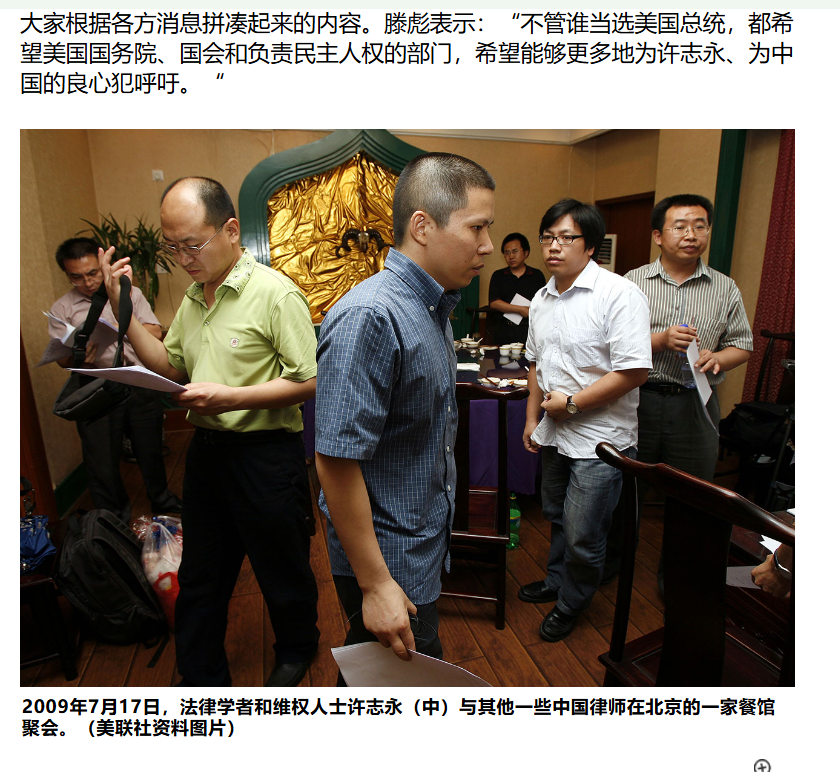 大家根据各方消息拼凑起来的内容。滕彪表示：“不管谁当选美国总统，都希
望美国国务院、国会和负责民主人权的部门，希望能够更多地为许志永、为中
国的良心犯呼吁。“
2009年7月17日，法律学者和维权人士许志永（中）与其他一些中国律师在北京的一家餐馆
聚会。（美联社资料图片）